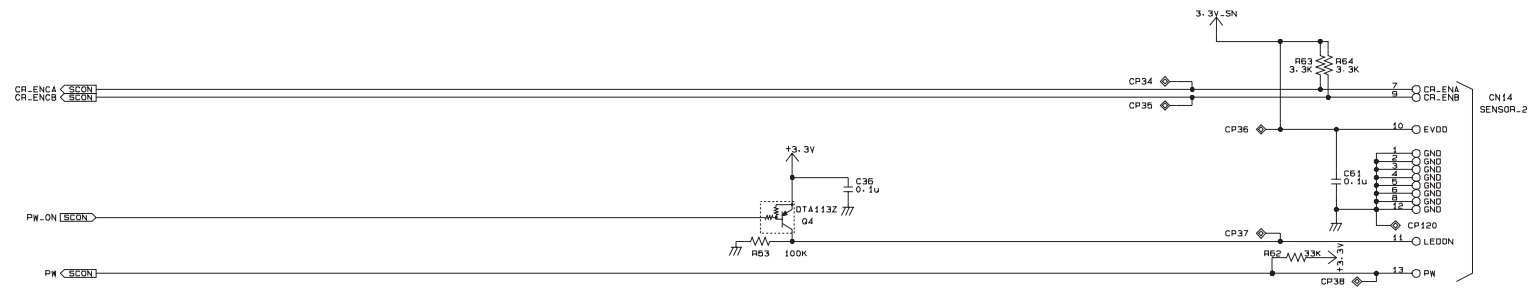 3.3V_SN
R63
3.3K
R64
3.3K
CR_ENCA SCON
CR_ENCB SCON
CP34
CP35
7 CR_ENA
9 CR_ENB
CN14
SENSOR_2
CP36
10 EVDD
+3.3V
C36
0.1u
C61
0.1u
1 GND
2 GND
3 GND
4 GND
5 GND
6 GND
8 GND
12 GND
PW_ON SCON
DTA113Z
Q4
CP120
CP37
11 LEDON
R53 100K
R62 33K
+3.3V
PW SCON
13 PW
CP38